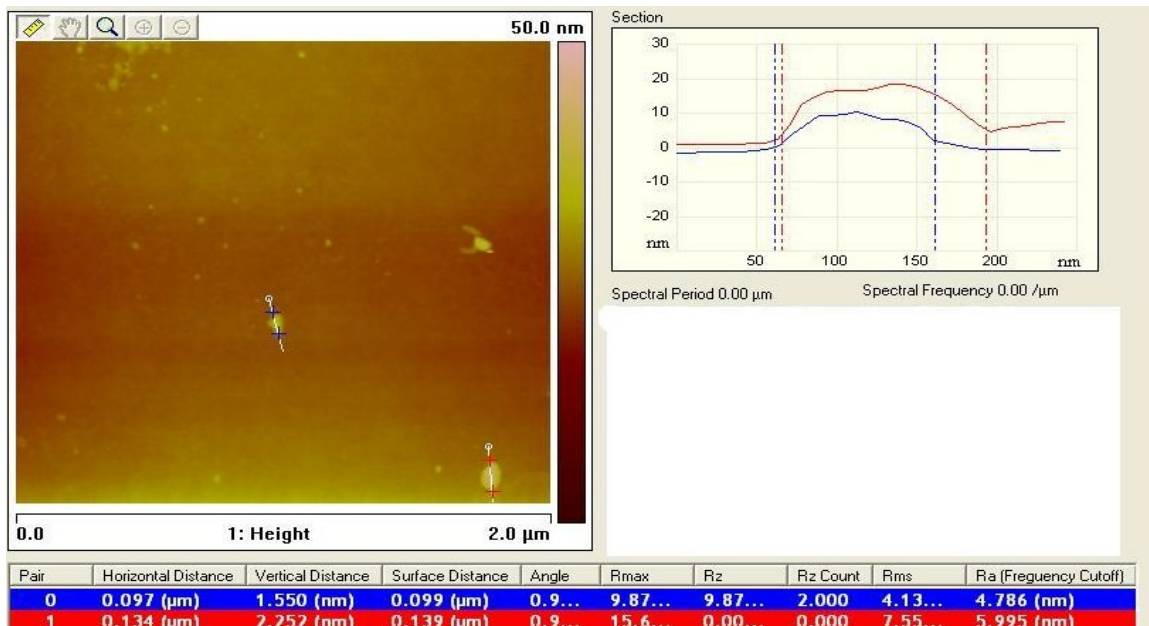 50.0 nm
0.0
1: Height
2.0 µm
Section
30
20
10
0
-10
-20
nm
50
100
150
200
nm
Spectral Period 0.00 µm
Spectral Frequency 0.00 /µm
Pair Horizontal Distance Vertical Distance Surface Distance Angle Rmax Rz Rz Count Rms Ra (Freguency Cutoff)
0 0.097 (µm) 1.550 (nm) 0.099 (µm) 0.9... 9.87... 9.87... 2.000 4.13... 4.786 (nm)
1 0.134 (µm) 2.252 (nm) 0.139 (µm) 0.9... 15.6... 0.00... 0.000 7.55... 5.995 (nm)